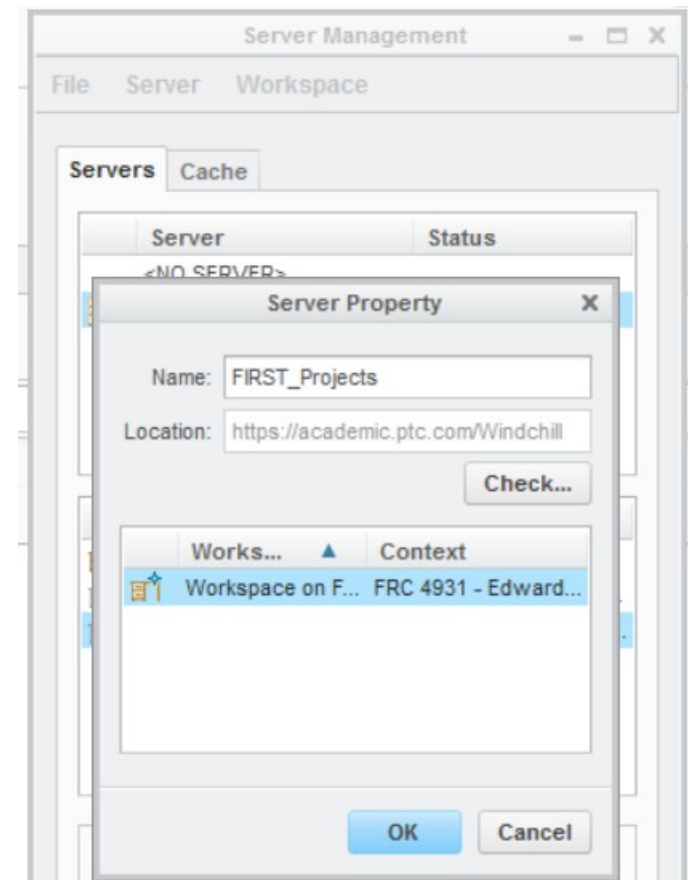 Server Management
File Server Workspace
Servers Cache
Server Status
<NO SERVER>
Server Property
Name: FIRST_Projects
Location: https://academic.ptc.com/Windchill
Check...
Works... Context
Workspace on F... FRC 4931 - Edward...
OK Cancel